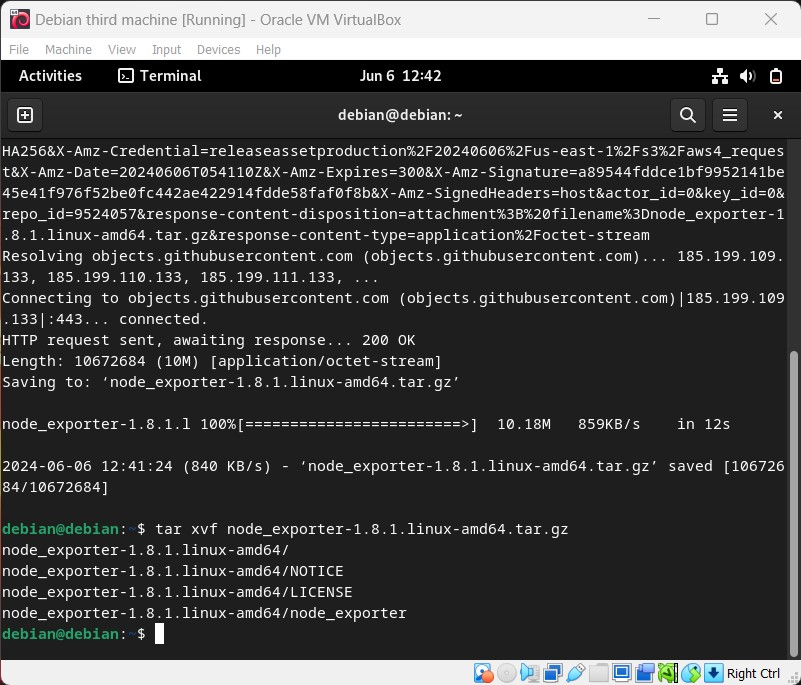 Debian third machine [Running] - Oracle VM VirtualBox
File Machine View Input Devices Help
Activities Terminal Jun 6 12:42
debian@debian: ~
HA256&X-Amz-Credential=releaseassetproduction%2F20240606%2Fus-east-1%2Fs3%2Faws4_reques
t&X-Amz-Date=20240606T054110Z&X-Amz-Expires=300&X-Amz-Signature=a89544fddce1bf9952141be
45e41f976f52be0fc442ae422914fdde58faf0f8b&X-Amz-SignedHeaders=host&actor_id=0&key_id=0&
repo_id=9524057&response-content-disposition=attachment%3B%20filename%3Dnode_exporter-1
.8.1.linux-amd64.tar.gz&response-content-type=application%2Foctet-stream
Resolving objects.githubusercontent.com (objects.githubusercontent.com)... 185.199.109.
133, 185.199.110.133, 185.199.111.133, ...
Connecting to objects.githubusercontent.com (objects.githubusercontent.com)|185.199.109
.133|:443... connected.
HTTP request sent, awaiting response... 200 OK
Length: 10672684 (10M) [application/octet-stream]
Saving to: ‘node_exporter-1.8.1.linux-amd64.tar.gz’
node_exporter-1.8.1.l 100%[========================>] 10.18M 859KB/s in 12s
2024-06-06 12:41:24 (840 KB/s) - ‘node_exporter-1.8.1.linux-amd64.tar.gz’ saved [106726
84/10672684]
debian@debian:~$ tar xvf node_exporter-1.8.1.linux-amd64.tar.gz
node_exporter-1.8.1.linux-amd64/
node_exporter-1.8.1.linux-amd64/NOTICE
node_exporter-1.8.1.linux-amd64/LICENSE
node_exporter-1.8.1.linux-amd64/node_exporter
debian@debian:~$
Right Ctrl